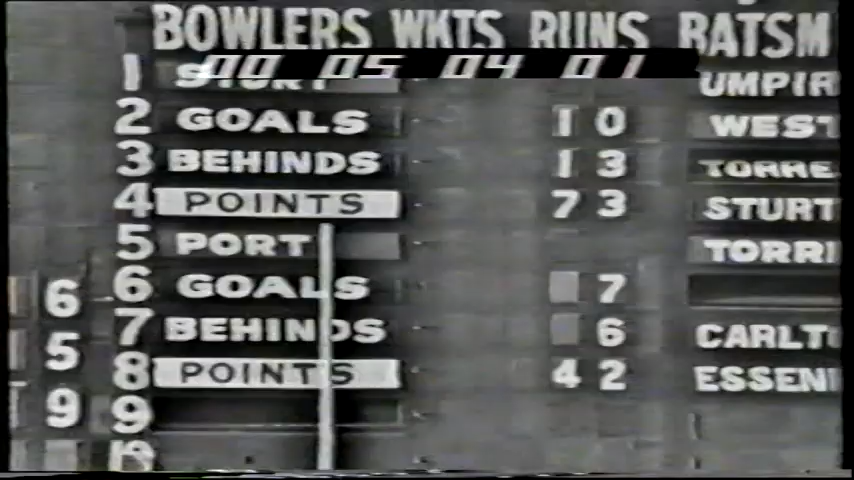 BOWLERS WKTS RUNS BATSM
00 05 04 01
1 STURT UMPIR
2 GOALS 10 WEST
3 BEHINDS 13 TORRE
4 POINTS 73 STURT
5 PORT TORRI
6 6 GOALS 7
7 BEHINDS 6 CARLT
5 8 POINTS 42 ESSEN
9 9